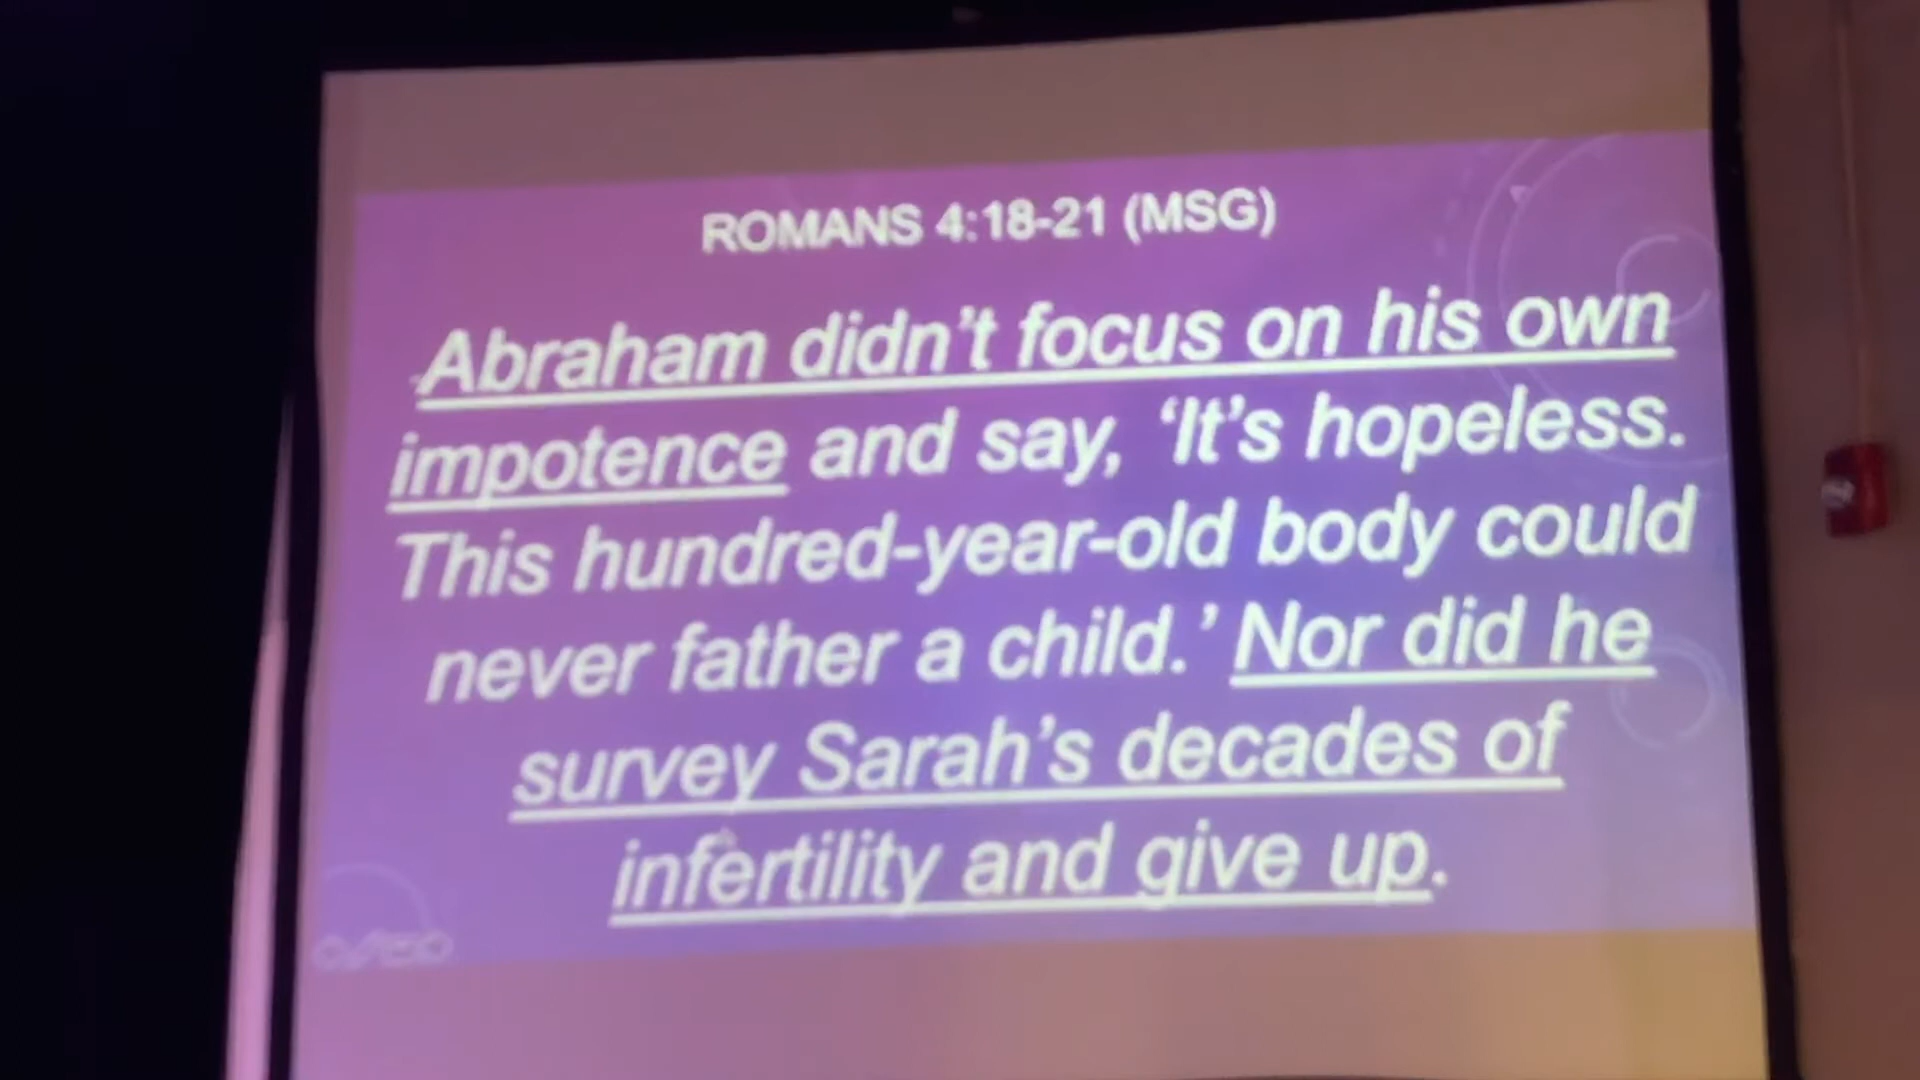 ROMANS 4:18-21 (MSG)
Abraham didn't focus on his own
impotence and say, ‘It's hopeless.
This hundred-year-old body could
never father a child.’ Nor did he
survey Sarah's decades of
infertility and give up.